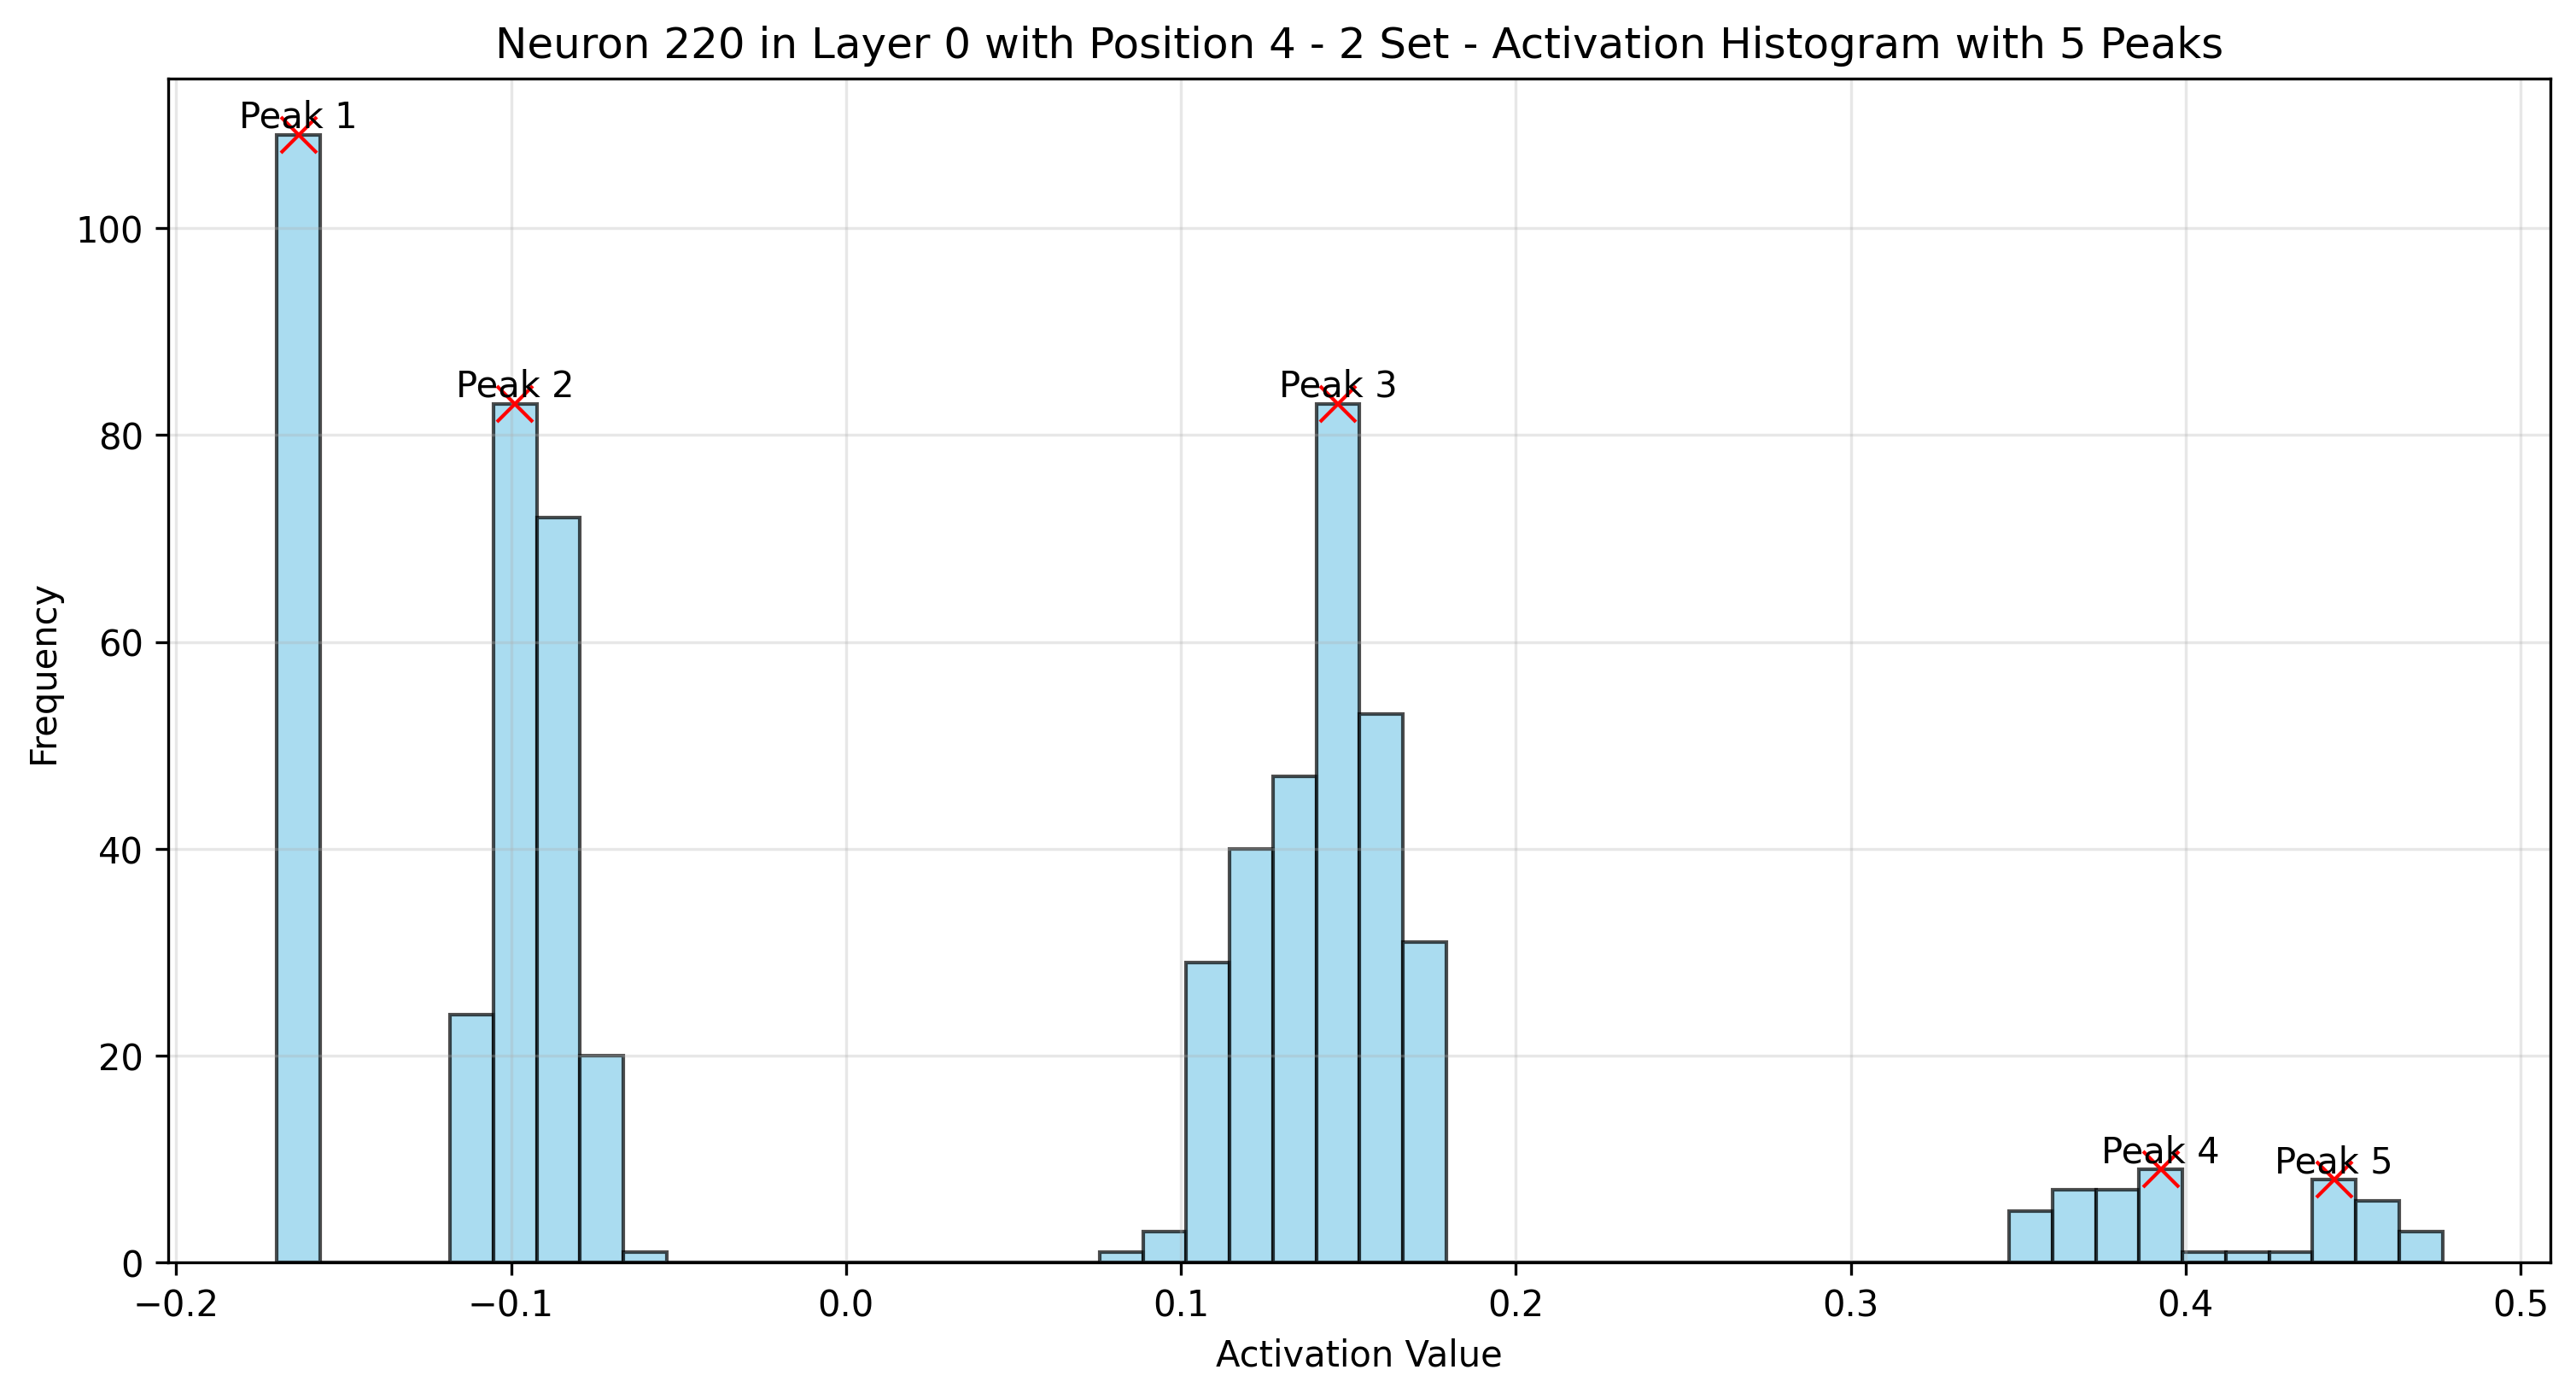 Neuron 220 in Layer 0 with Position 4 - 2 Set - Activation Histogram with 5 Peaks
Peak 1
Peak 2
Peak 3
Peak 4
Peak 5
Frequency
100
80
60
40
20
0
−0.2
−0.1
0.0
0.1
0.2
0.3
0.4
0.5
Activation Value